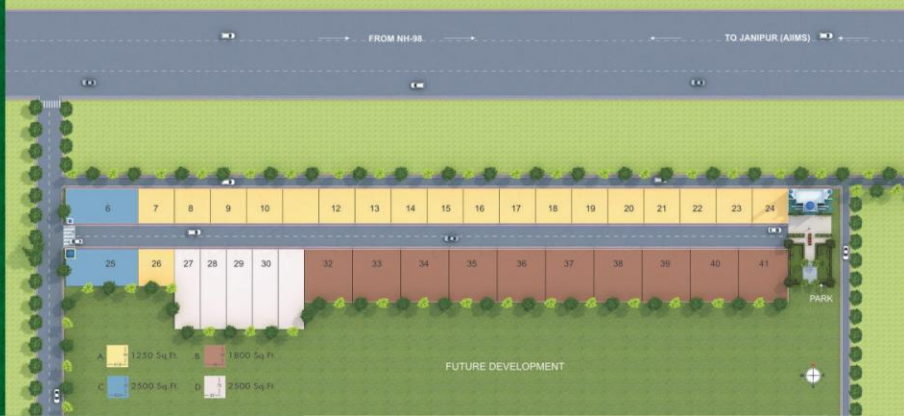 FROM NH-98
TO JANIPUR (AIIMS)
6 7 8 9 10 12 13 14 15 16 17 18 19 20 21 22 23 24
25 26 27 28 29 30 32 33 34 35 36 37 38 39 40 41
PARK
A 1250 Sq.Ft. B 1800 Sq.Ft.
FUTURE DEVELOPMENT
C 2500 Sq.Ft. D 2500 Sq.Ft.